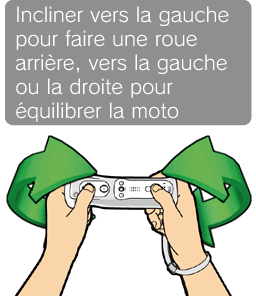 Incliner vers la gauche
pour faire une roue
arrière, vers la gauche
ou la droite pour
équilibrer la moto